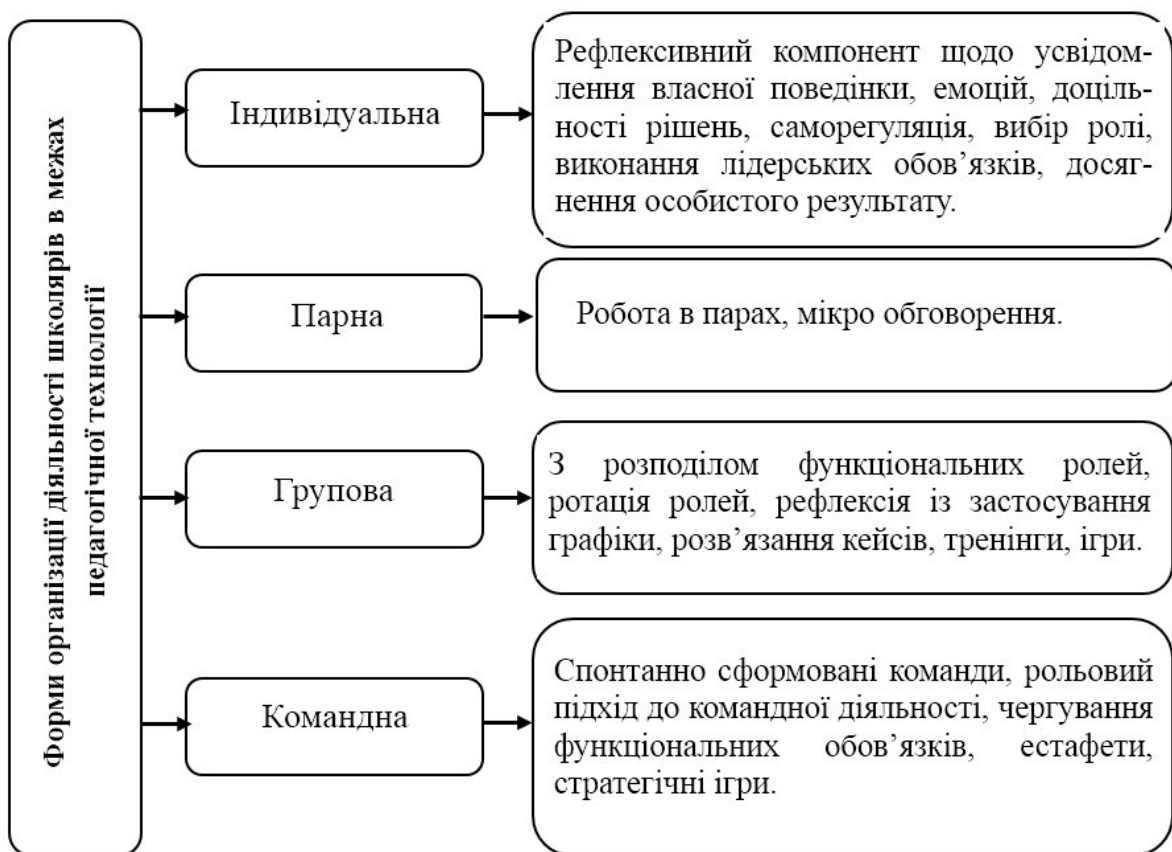 Форми організації діяльності школярів в межах
педагогічної технології
Індивідуальна
Рефлексивний компонент щодо усвідом-
лення власної поведінки, емоцій, доціль-
ності рішень, саморегуляція, вибір ролі,
виконання лідерських обов’язків, досяг-
нення особистого результату.
Парна
Робота в парах, мікро обговорення.
Групова
З розподілом функціональних ролей,
ротація ролей, рефлексія із застосування
графіки, розв’язання кейсів, тренінги, ігри.
Командна
Спонтанно сформовані команди, рольовий
підхід до командної діяльності, чергування
функціональних обов’язків, естафети,
стратегічні ігри.